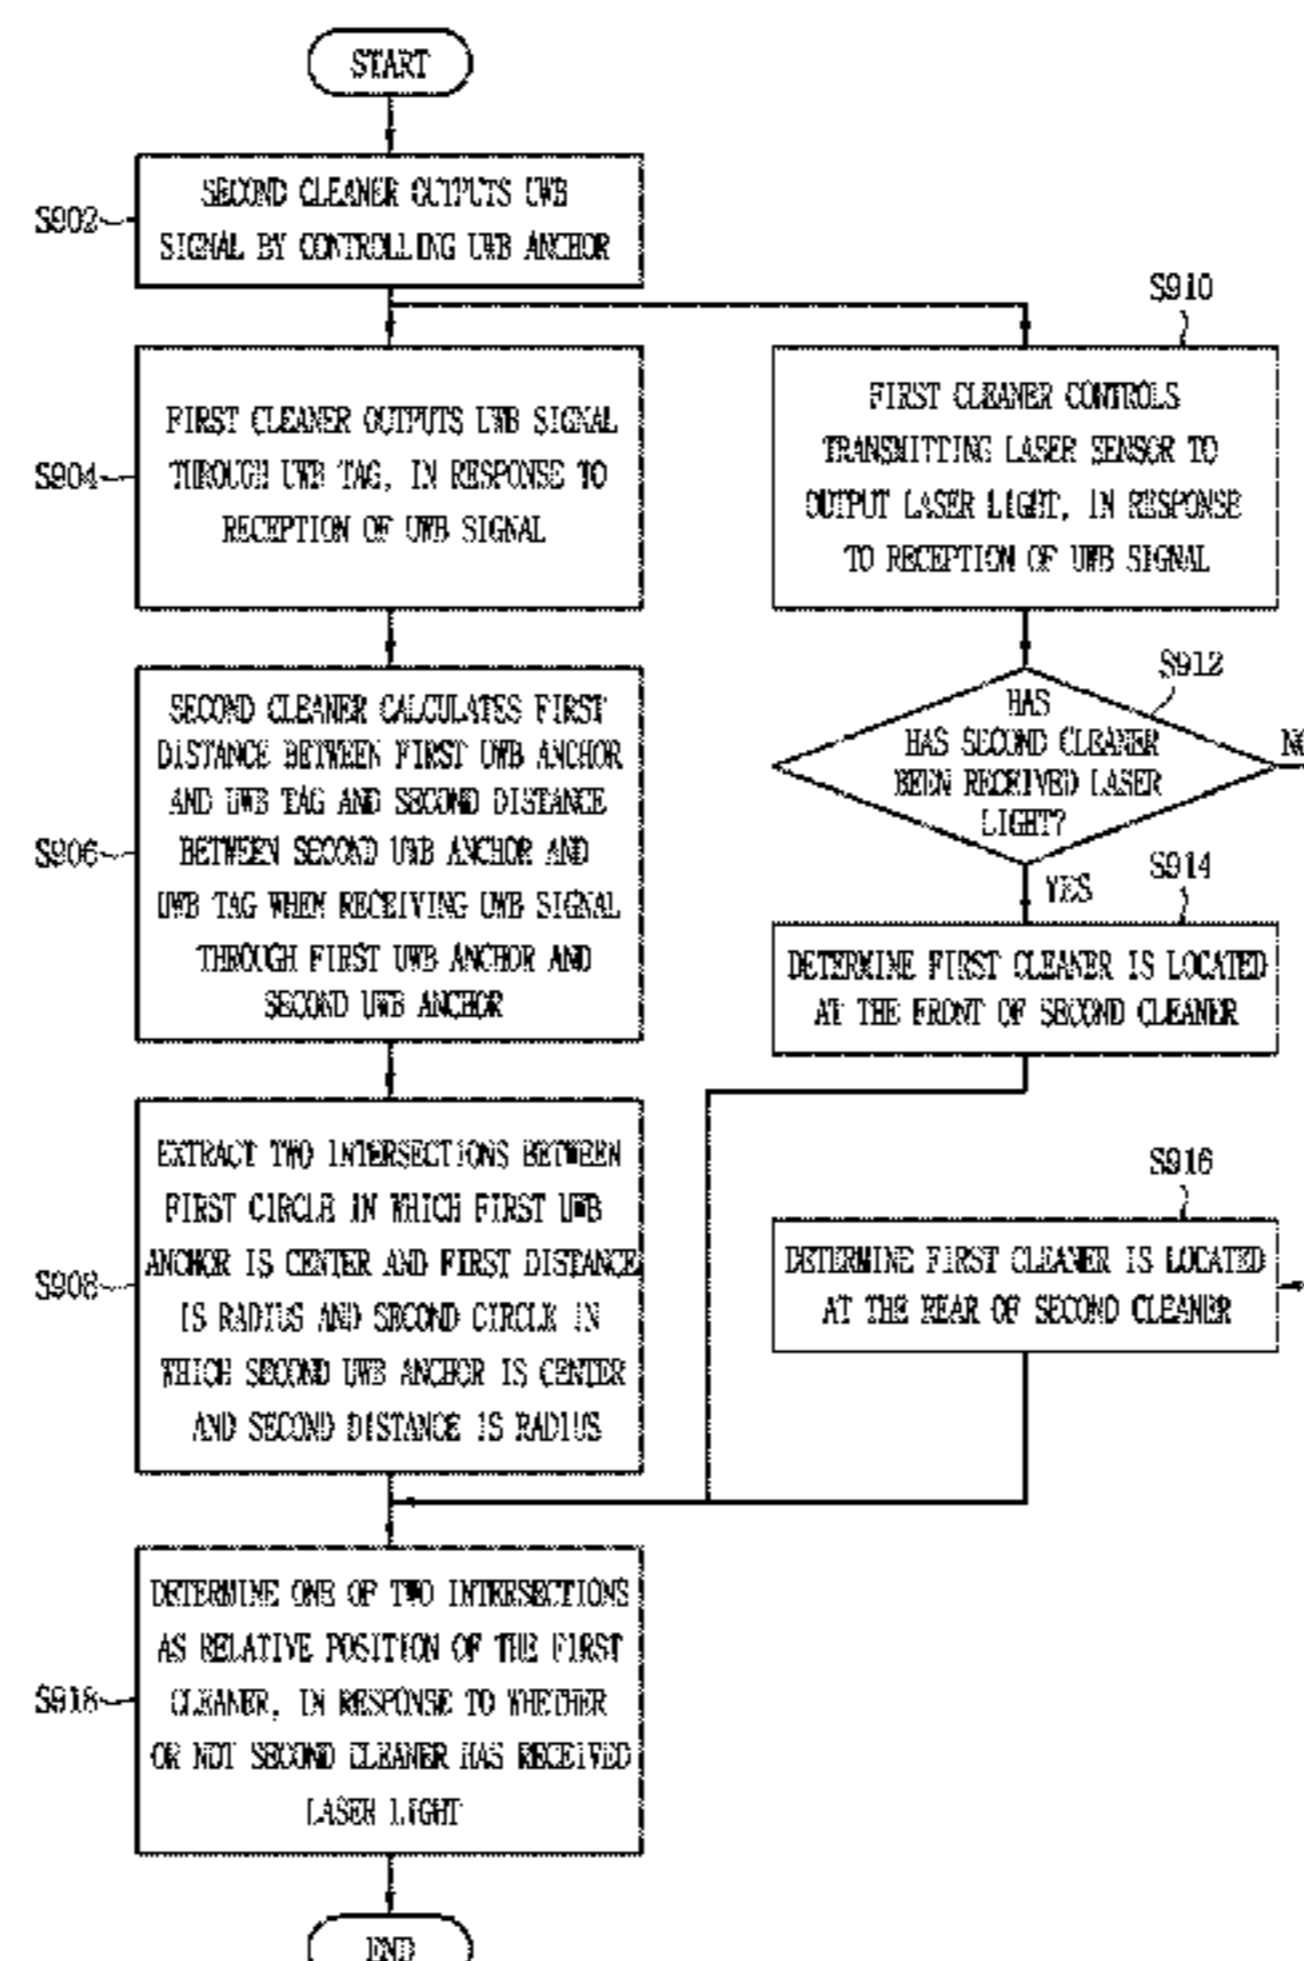 START
S902
SECOND CLEANER OUTPUTS UWB
SIGNAL BY CONTROLLING UWB ANCHOR
S904
FIRST CLEANER OUTPUTS UWB SIGNAL
THROUGH UWB TAG, IN RESPONSE TO
RECEPTION OF UWB SIGNAL
S906
SECOND CLEANER CALCULATES FIRST
DISTANCE BETWEEN FIRST UWB ANCHOR
AND UWB TAG AND SECOND DISTANCE
BETWEEN SECOND UWB ANCHOR AND
UWB TAG WHEN RECEIVING UWB SIGNAL
THROUGH FIRST UWB ANCHOR AND
SECOND UWB ANCHOR
S908
EXTRACT TWO INTERSECTIONS BETWEEN
FIRST CIRCLE IN WHICH FIRST UWB
ANCHOR IS CENTER AND FIRST DISTANCE
IS RADIUS AND SECOND CIRCLE IN
WHICH SECOND UWB ANCHOR IS CENTER
AND SECOND DISTANCE IS RADIUS
S910
FIRST CLEANER CONTROLS
TRANSMITTING LASER SENSOR TO
OUTPUT LASER LIGHT, IN RESPONSE
TO RECEPTION OF UWB SIGNAL
S912
HAS
HAS SECOND CLEANER
BEEN RECEIVED LASER
LIGHT?
NO
YES
S914
DETERMINE FIRST CLEANER IS LOCATED
AT THE FRONT OF SECOND CLEANER
S916
DETERMINE FIRST CLEANER IS LOCATED
AT THE REAR OF SECOND CLEANER
S918
DETERMINE ONE OF TWO INTERSECTIONS
AS RELATIVE POSITION OF THE FIRST
CLEANER, IN RESPONSE TO WHETHER
OR NOT SECOND CLEANER HAS RECEIVED
LASER LIGHT
END